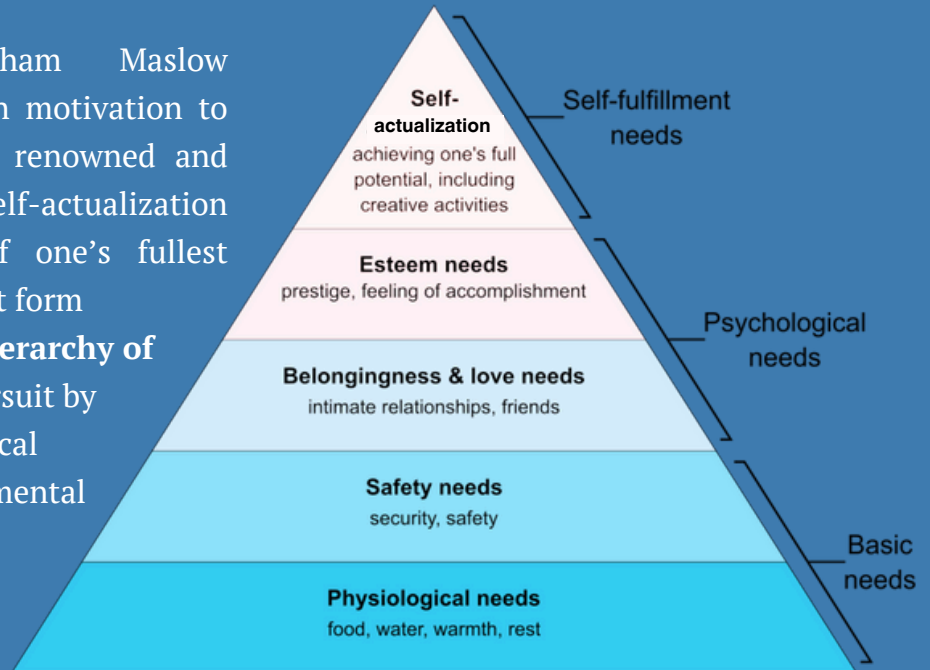 ham Maslow
motivation to
renowned and
elf-actualization
one’s fullest
t form
erarchy of
suit by
cal
mental
Self-
actualization
achieving one's full
potential, including
creative activities
Esteem needs
prestige, feeling of accomplishment
Belongingness & love needs
intimate relationships, friends
Safety needs
security, safety
Physiological needs
food, water, warmth, rest
Self-fulfillment
needs
Psychological
needs
Basic
needs